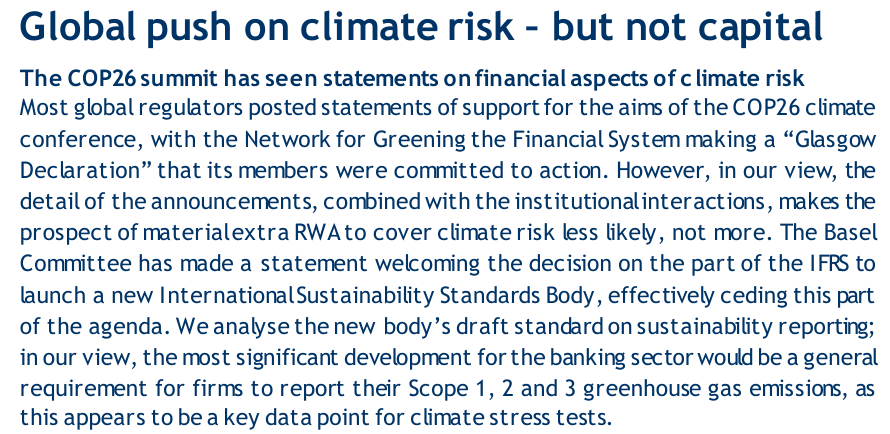 Global push on climate risk – but not capital
The COP26 summit has seen statements on financial aspects of climate risk
Most global regulators posted statements of support for the aims of the COP26 climate
conference, with the Network for Greening the Financial System making a “Glasgow
Declaration” that its members were committed to action. However, in our view, the
detail of the announcements, combined with the institutional interactions, makes the
prospect of material extra RWA to cover climate risk less likely, not more. The Basel
Committee has made a statement welcoming the decision on the part of the IFRS to
launch a new International Sustainability Standards Body, effectively ceding this part
of the agenda. We analyse the new body’s draft standard on sustainability reporting;
in our view, the most significant development for the banking sector would be a general
requirement for firms to report their Scope 1, 2 and 3 greenhouse gas emissions, as
this appears to be a key data point for climate stress tests.